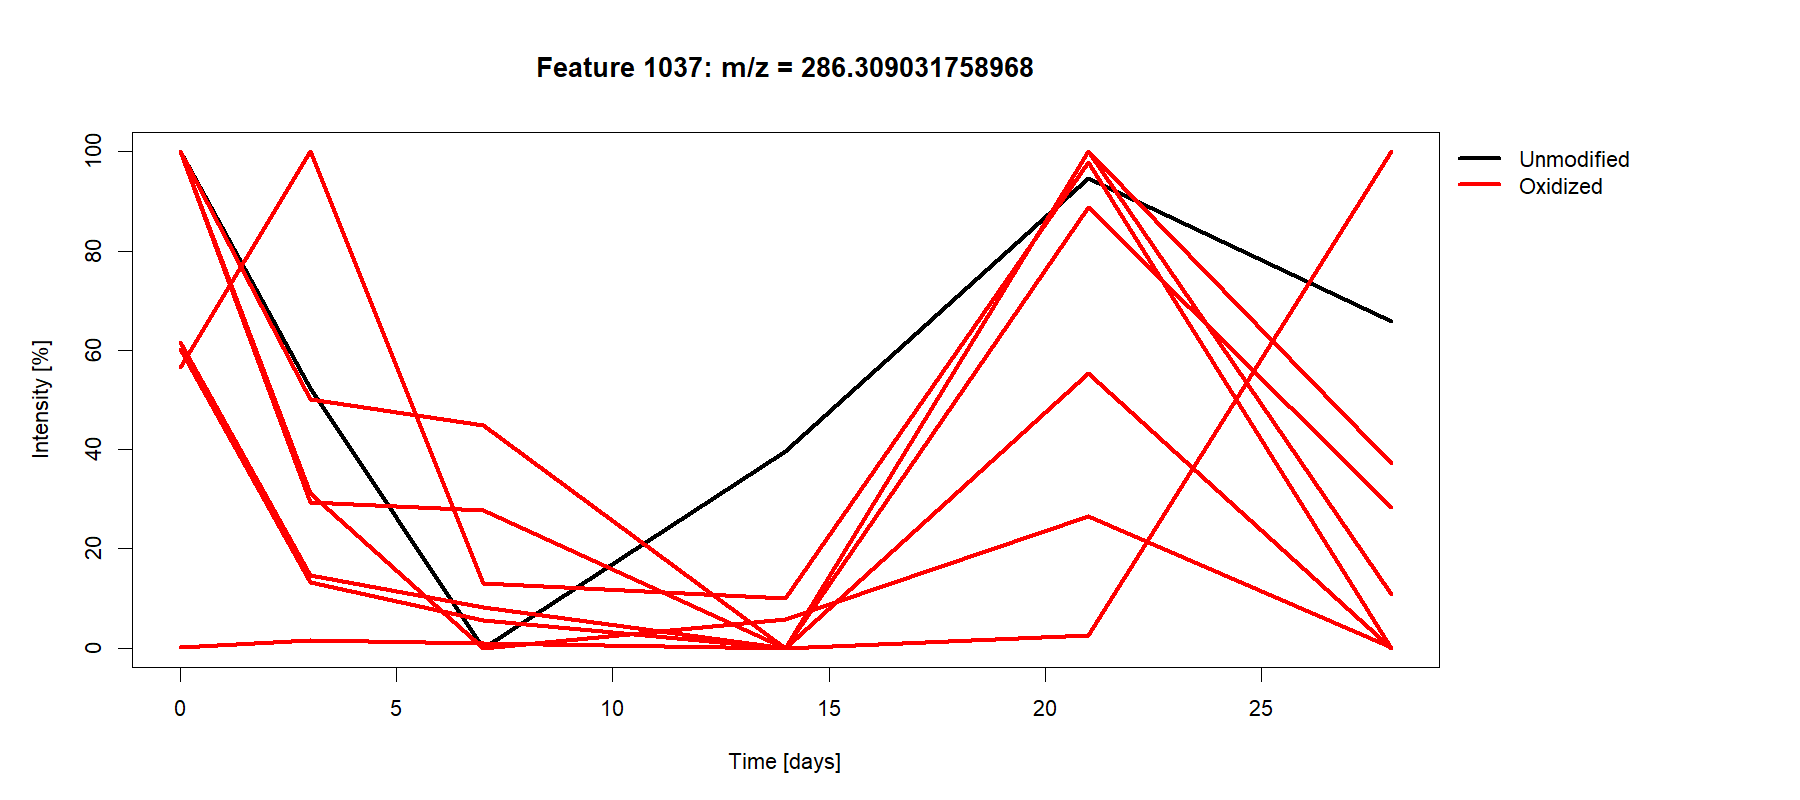 Feature 1037: m/z = 286.309031758968
Unmodified
Oxidized
Intensity [%]
100
80
60
40
20
0
0 5 10 15 20 25
Time [days]